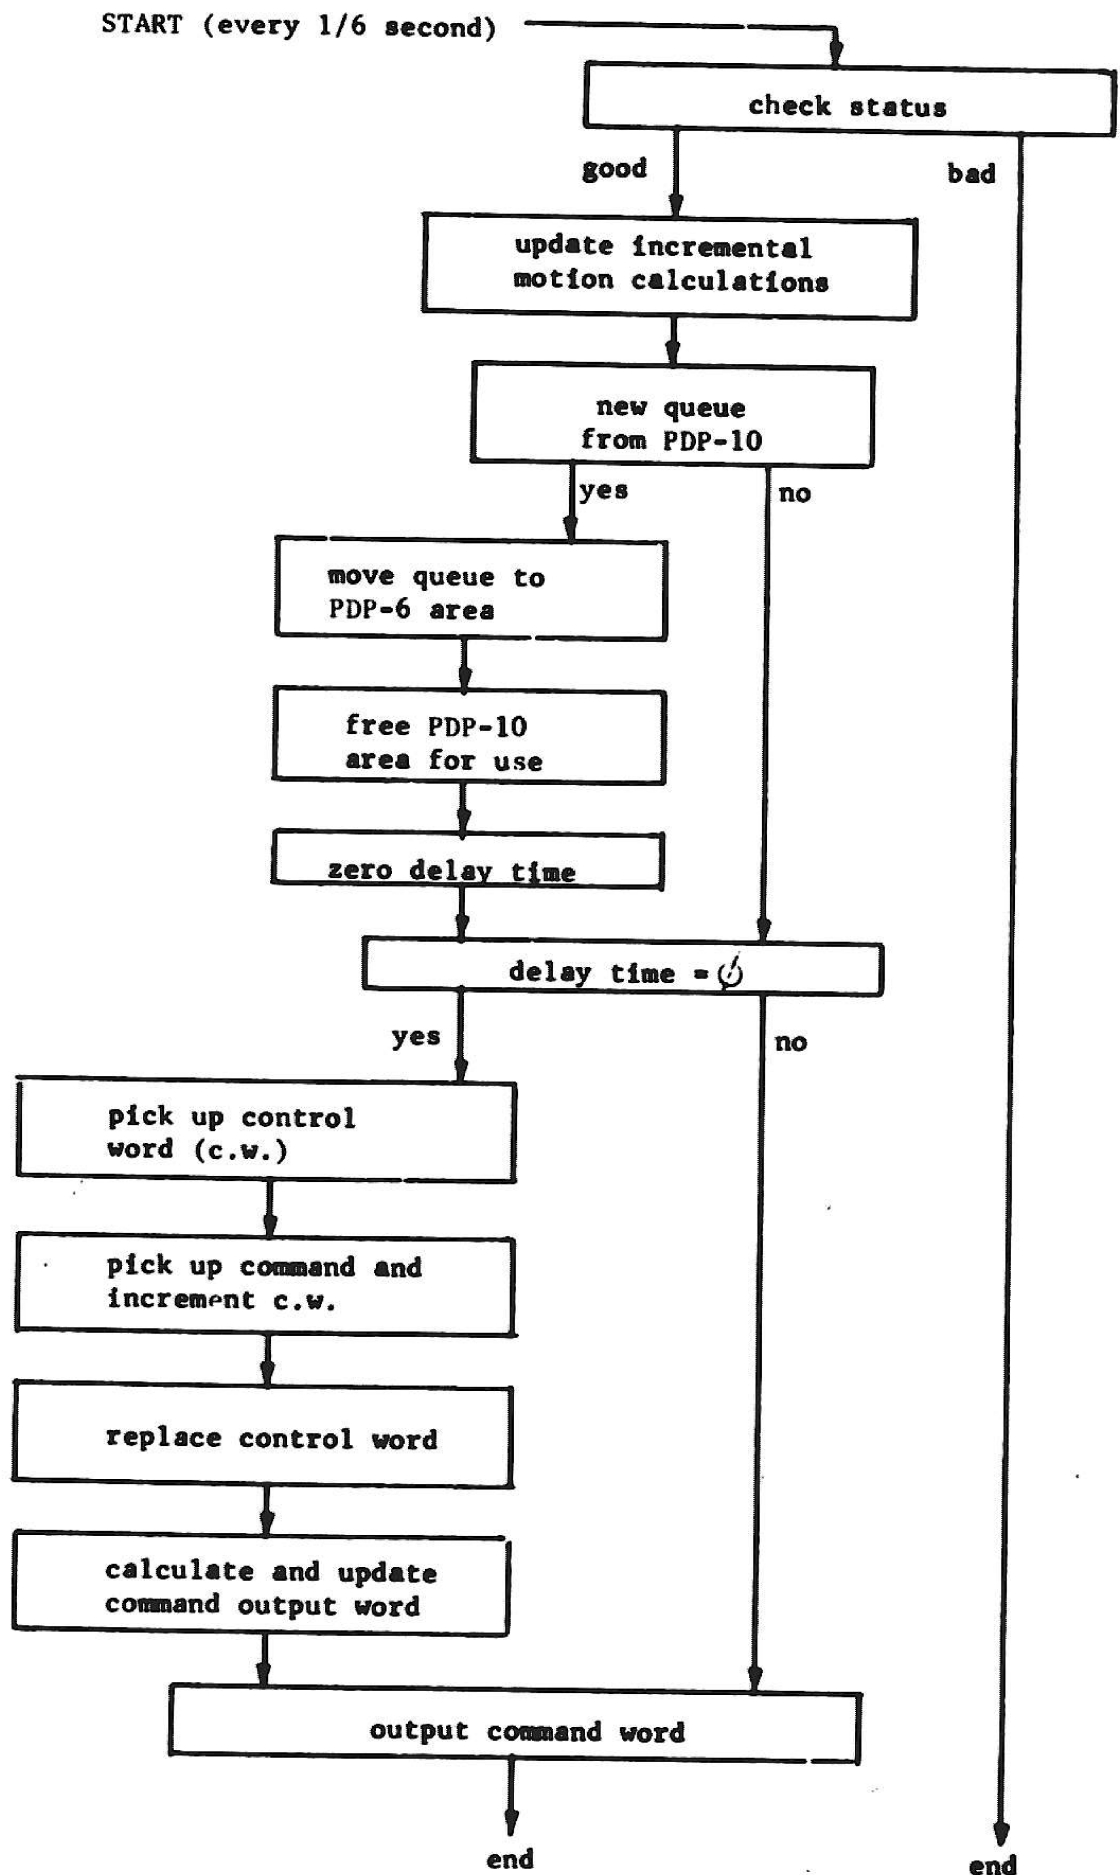 START (every 1/6 second)
check status
good
bad
update incremental
motion calculations
new queue
from PDP-10
yes
no
move queue to
PDP-6 area
free PDP-10
area for use
zero delay time
delay time = 0
yes
no
pick up control
word (c.w.)
pick up command and
increment c.w.
replace control word
calculate and update
command output word
output command word
end
end